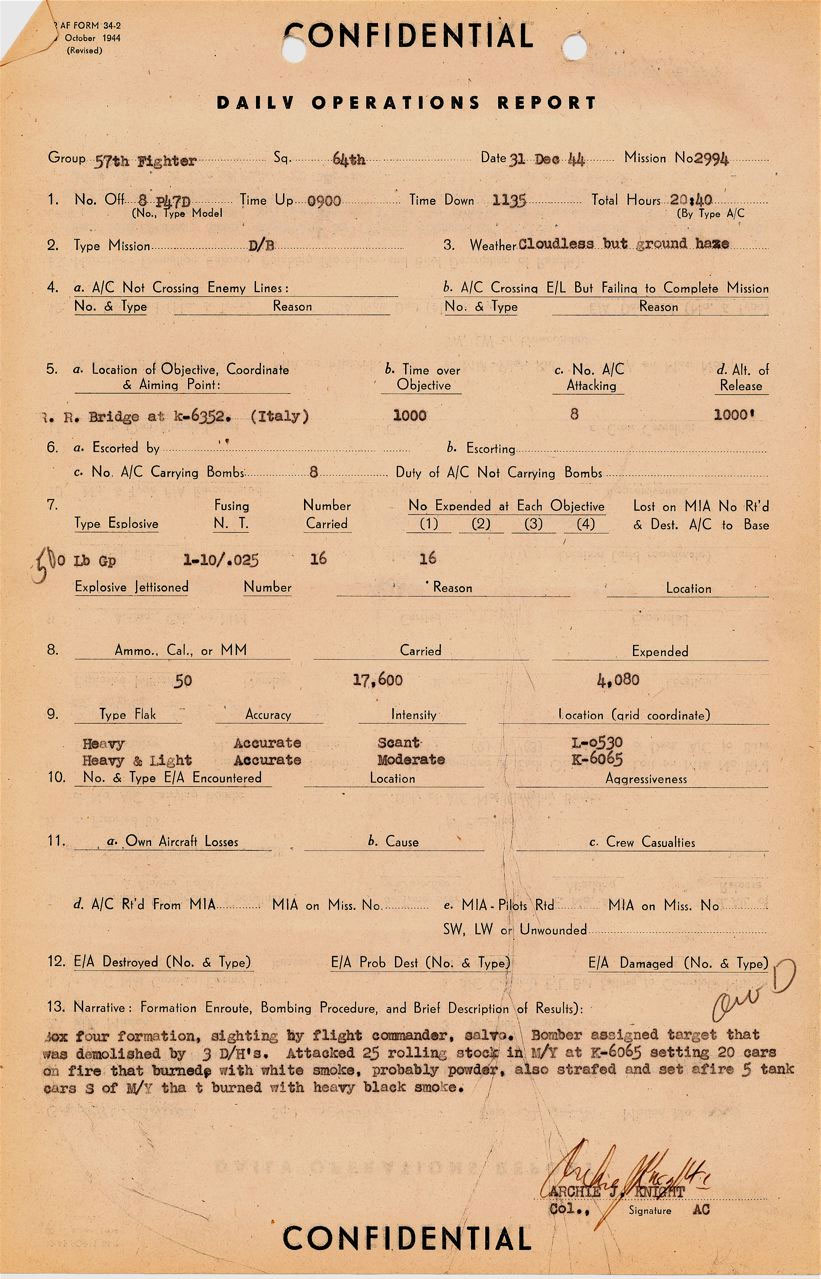 AF FORM 34-2
October 1944
(Revised)
CONFIDENTIAL
DAILY OPERATIONS REPORT
Group 57th Fighter Sq. 64th Date 31 Dec 44 Mission No 2994
1. No. Off 8 P47D Time Up 0900 Time Down 1135 Total Hours 20:40
(No., Type Model (By Type A/C
2. Type Mission D/B 3. Weather Cloudless but ground haze
4. a. A/C Not Crossing Enemy Lines: b. A/C Crossing E/L But Failing to Complete Mission
No. & Type Reason No. & Type Reason
5. a. Location of Objective, Coordinate b. Time over c. No. A/C d. Alt. of
& Aiming Point: Objective Attacking Release
R. R. Bridge at k-6352. (Italy) 1000 8 1000'
6. a. Escorted by b. Escorting
c. No. A/C Carrying Bombs 8 Duty of A/C Not Carrying Bombs
7. Fusing Number No Expended at Each Objective Lost on MIA No Rt'd
Type Esplosive N. T. Carried (1) (2) (3) (4) & Dest. A/C to Base
500 Lb Gp 1-10/.025 16 16
Explosive Jettisoned Number Reason Location
8. Ammo., Cal., or MM Carried Expended
50 17,600 4,080
9. Type Flak Accuracy Intensity Location (grid coordinate)
Heavy Accurate Scant L-0530
Heavy & Light Accurate Moderate K-6065
10. No. & Type E/A Encountered Location Aggressiveness
11. a. Own Aircraft Losses b. Cause c. Crew Casualties
d. A/C Rt'd From MIA MIA on Miss. No. e. MIA - Pilots Rtd MIA on Miss. No
SW, LW or Unwounded
12. E/A Destroyed (No. & Type) E/A Prob Dest (No. & Type) E/A Damaged (No. & Type)
13. Narrative: Formation Enroute, Bombing Procedure, and Brief Description of Results):
Box four formation, sighting by flight commander, salvo. Bomber assigned target that
was demolished by 3 D/H's. Attacked 25 rolling stock in M/Y at K-6065 setting 20 cars
on fire that burned, with white smoke, probably powder, also strafed and set afire 5 tank
cars S of M/Y tha t burned with heavy black smoke.
ARCHIE J. KNIGHT
Col., Signature AC
CONFIDENTIAL